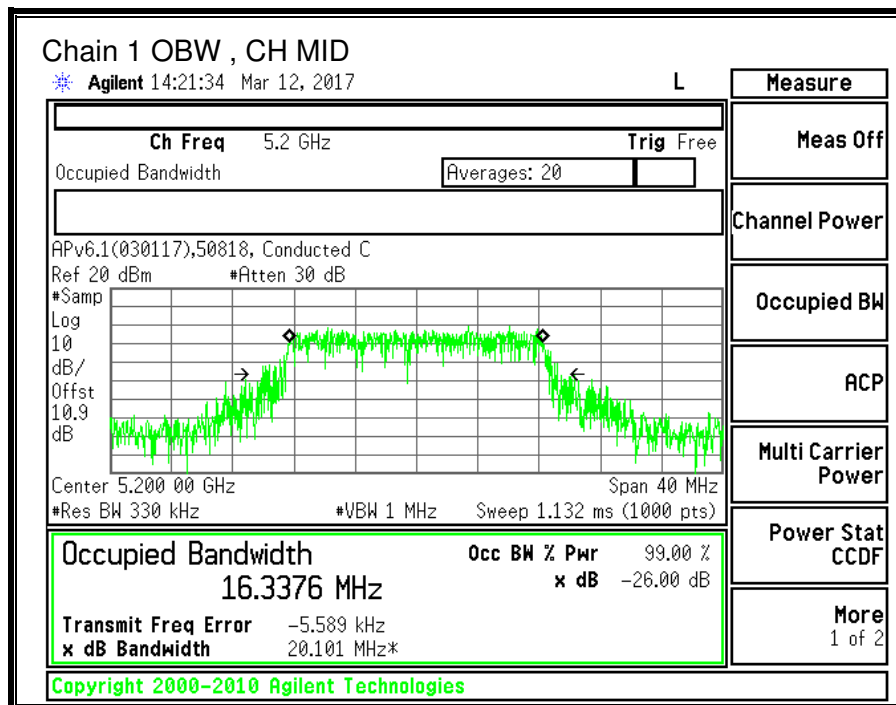 Chain 1 OBW , CH MID
Agilent 14:21:34 Mar 12, 2017 L
Measure
Ch Freq 5.2 GHz Trig Free
Occupied Bandwidth Averages: 20
APv6.1(030117),50818, Conducted C
Ref 20 dBm #Atten 30 dB
#Samp
Log
10
dB/
Offst
10.9
dB
Center 5.200 00 GHz Span 40 MHz
#Res BW 330 kHz #VBW 1 MHz Sweep 1.132 ms (1000 pts)
Occupied Bandwidth Occ BW % Pwr 99.00 %
16.3376 MHz x dB -26.00 dB
Transmit Freq Error -5.589 kHz
x dB Bandwidth 20.101 MHz*
Copyright 2000-2010 Agilent Technologies
Meas Off
Channel Power
Occupied BW
ACP
Multi Carrier
Power
Power Stat
CCDF
More
1 of 2